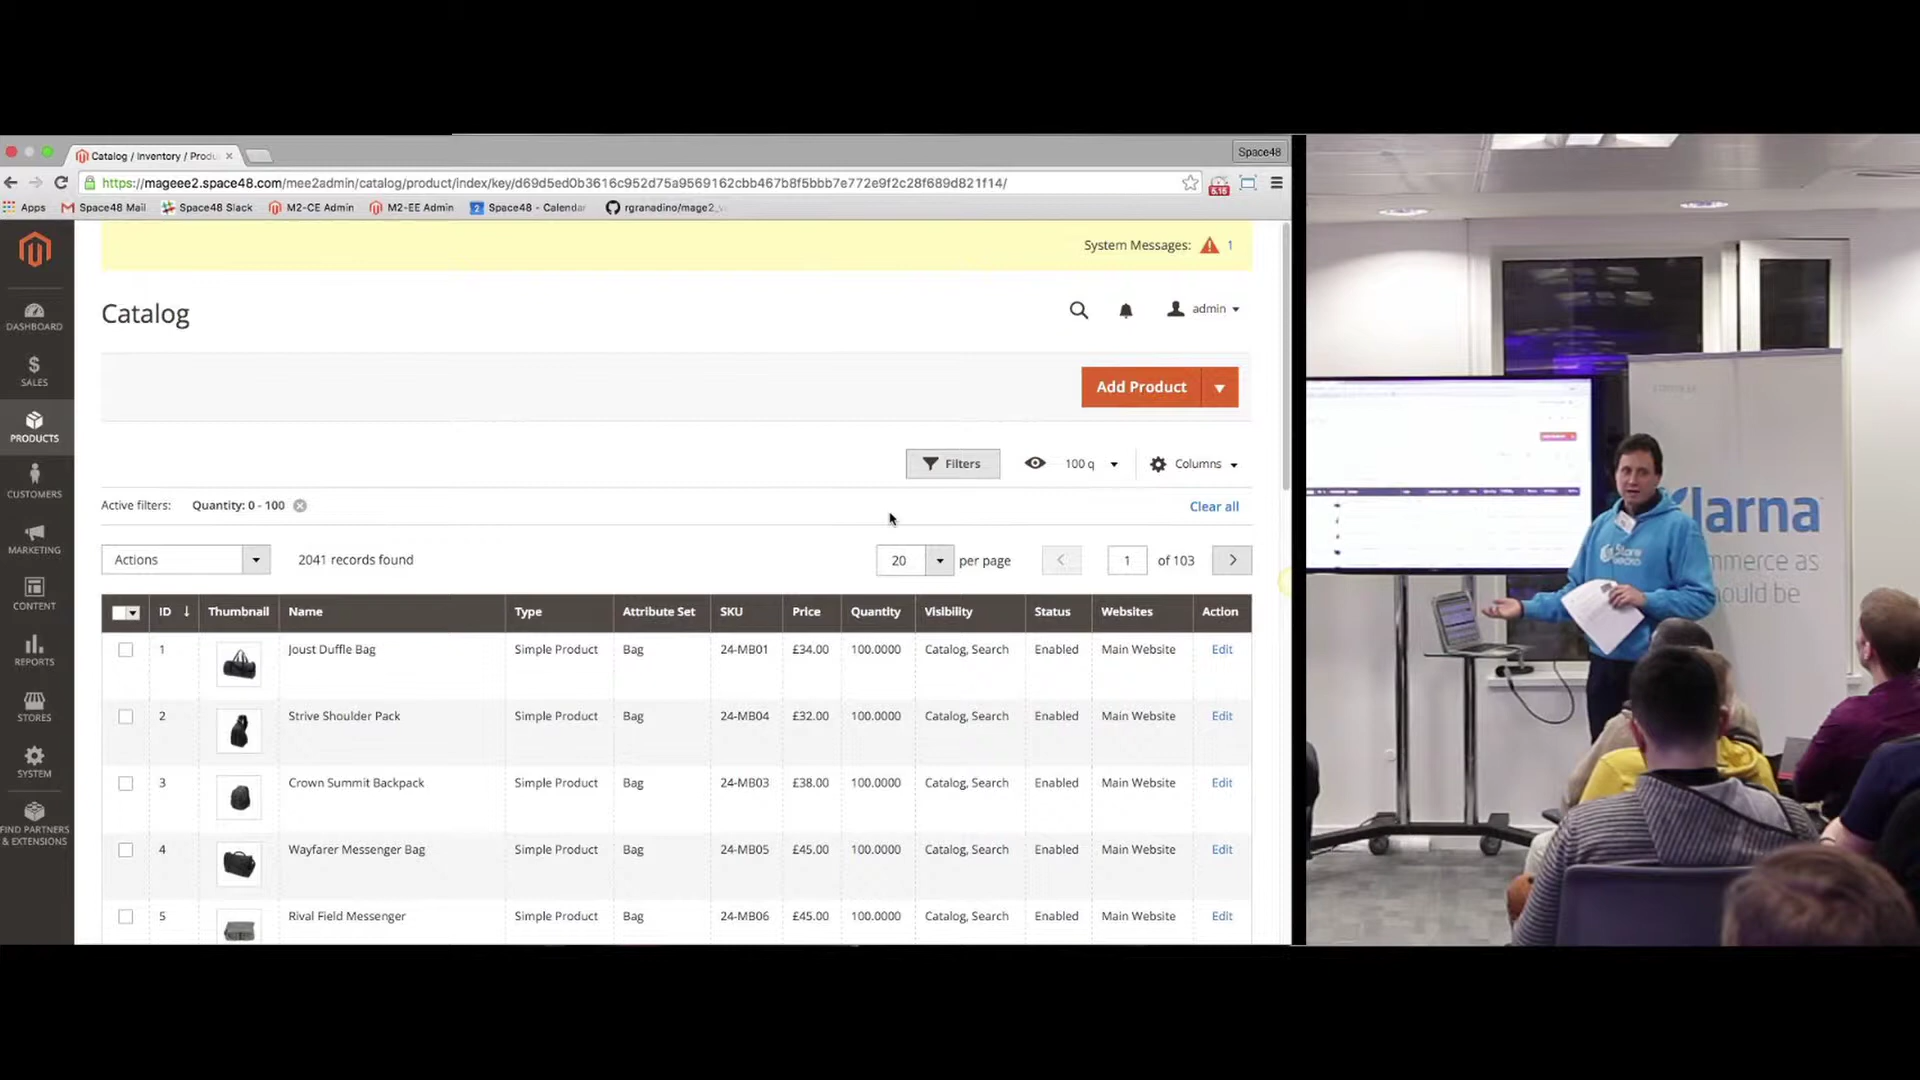 Catalog / Inventory / Produ
Space48
https://mageee2.space48.com/mee2admin/catalog/product/index/key/d69d5ed0b3616c952d75a9569162cbb467b8f5bbb7e772e9f2c28f689d821f14/
Apps Space48 Mail Space48 Slack M2-CE Admin M2-EE Admin 2 Space48 - Calendar rgranadino/mage2_
System Messages: 1
Catalog
admin
Add Product
Filters 100 q Columns
Active filters: Quantity: 0 - 100 Clear all
Actions 2041 records found 20 per page 1 of 103
ID Thumbnail Name Type Attribute Set SKU Price Quantity Visibility Status Websites Action
1 Joust Duffle Bag Simple Product Bag 24-MB01 £34.00 100.0000 Catalog, Search Enabled Main Website Edit
2 Strive Shoulder Pack Simple Product Bag 24-MB04 £32.00 100.0000 Catalog, Search Enabled Main Website Edit
3 Crown Summit Backpack Simple Product Bag 24-MB03 £38.00 100.0000 Catalog, Search Enabled Main Website Edit
4 Wayfarer Messenger Bag Simple Product Bag 24-MB05 £45.00 100.0000 Catalog, Search Enabled Main Website Edit
5 Rival Field Messenger Simple Product Bag 24-MB06 £45.00 100.0000 Catalog, Search Enabled Main Website Edit
DASHBOARD
SALES
PRODUCTS
CUSTOMERS
MARKETING
CONTENT
REPORTS
STORES
SYSTEM
FIND PARTNERS
& EXTENSIONS
larna
mmerce as
ould be